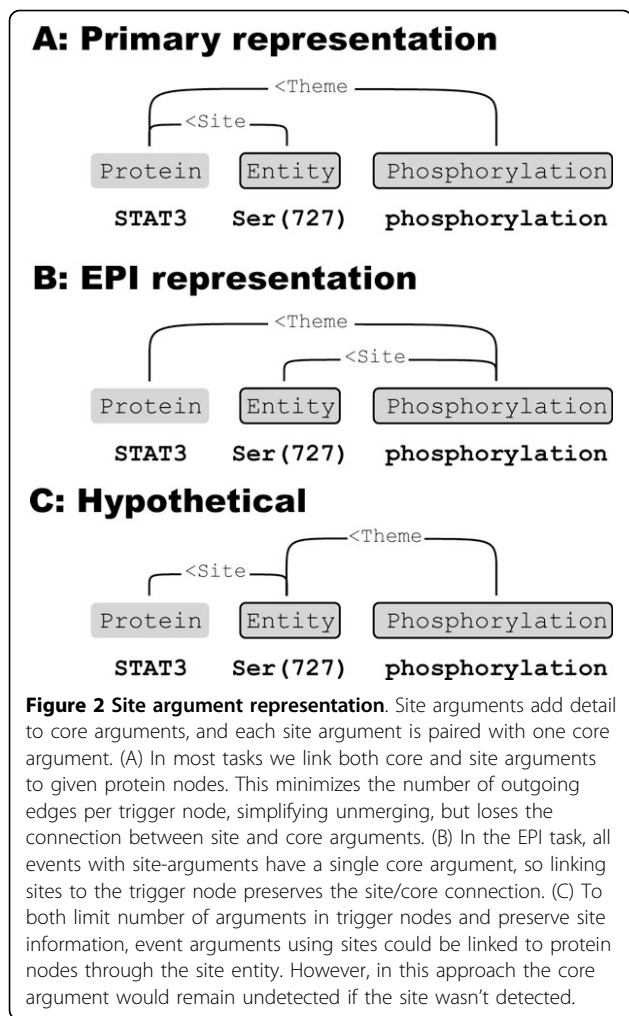 A: Primary representation
<Theme
<Site
Protein Entity Phosphorylation
STAT3 Ser(727) phosphorylation
B: EPI representation
<Theme
<Site
Protein Entity Phosphorylation
STAT3 Ser(727) phosphorylation
C: Hypothetical
<Theme
<Site
Protein Entity Phosphorylation
STAT3 Ser(727) phosphorylation
Figure 2 Site argument representation. Site arguments add detail
to core arguments, and each site argument is paired with one core
argument. (A) In most tasks we link both core and site arguments
to given protein nodes. This minimizes the number of outgoing
edges per trigger node, simplifying unmerging, but loses the
connection between site and core arguments. (B) In the EPI task, all
events with site-arguments have a single core argument, so linking
sites to the trigger node preserves the site/core connection. (C) To
both limit number of arguments in trigger nodes and preserve site
information, event arguments using sites could be linked to protein
nodes through the site entity. However, in this approach the core
argument would remain undetected if the site wasn't detected.